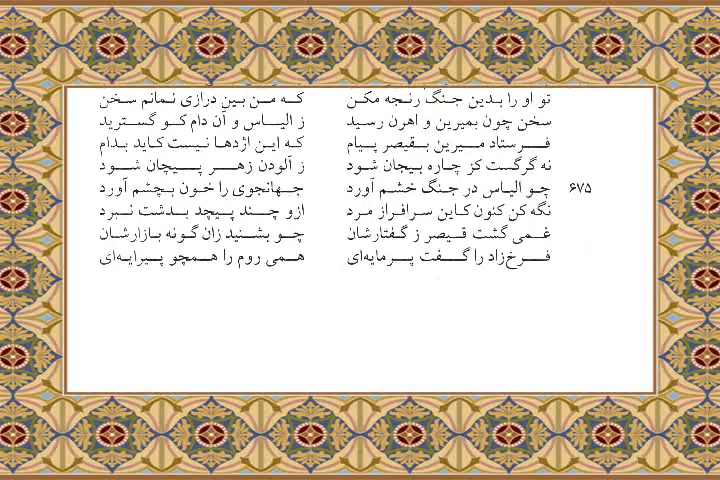 تو او را بدین جنگ رنجه مکن که من بین درازی نمانم سخن
سخن چون بمیرین و اهرن رسید ز الیاس و آن دام کو گسترید
فرستاد میرین بقیصر پیام که این اژدها نیست کاید بدام
نه گرگست کز چاره بیجان شود ز آلودن زهر پیچان شود
۶۷۵ چو الیاس در جنگ خشم آورد جهانجوی را خون بچشم آورد
نگه کن کنون کاین سرافراز مرد ازو چند پیچد بدشت نبرد
غمی گشت قیصر ز گفتارشان چو بشنید زان گونه بازارشان
فرخ‌زاد را گفت پرمایه‌ای همی روم را همچو پیرایه‌ای